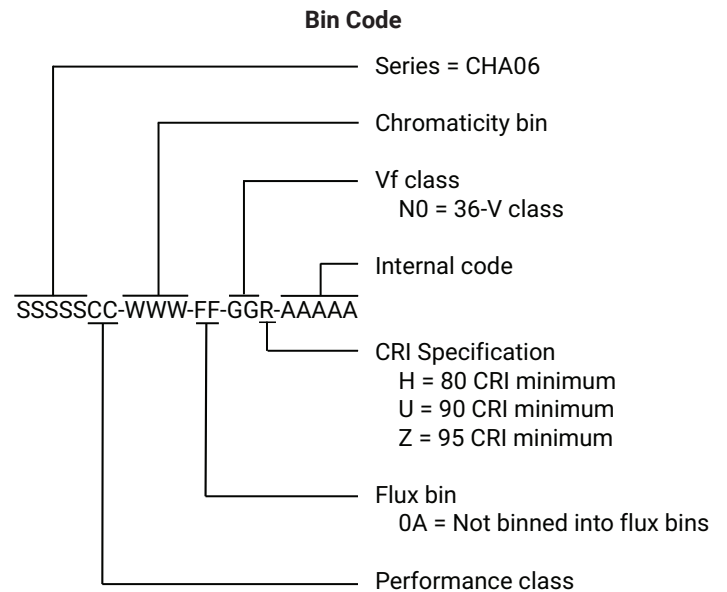 Bin Code
Series = CHA06
Chromaticity bin
Vf class
N0 = 36-V class
Internal code
SSSSSCC-WWW-FF-GGR-AAAAA
CRI Specification
H = 80 CRI minimum
U = 90 CRI minimum
Z = 95 CRI minimum
Flux bin
0A = Not binned into flux bins
Performance class